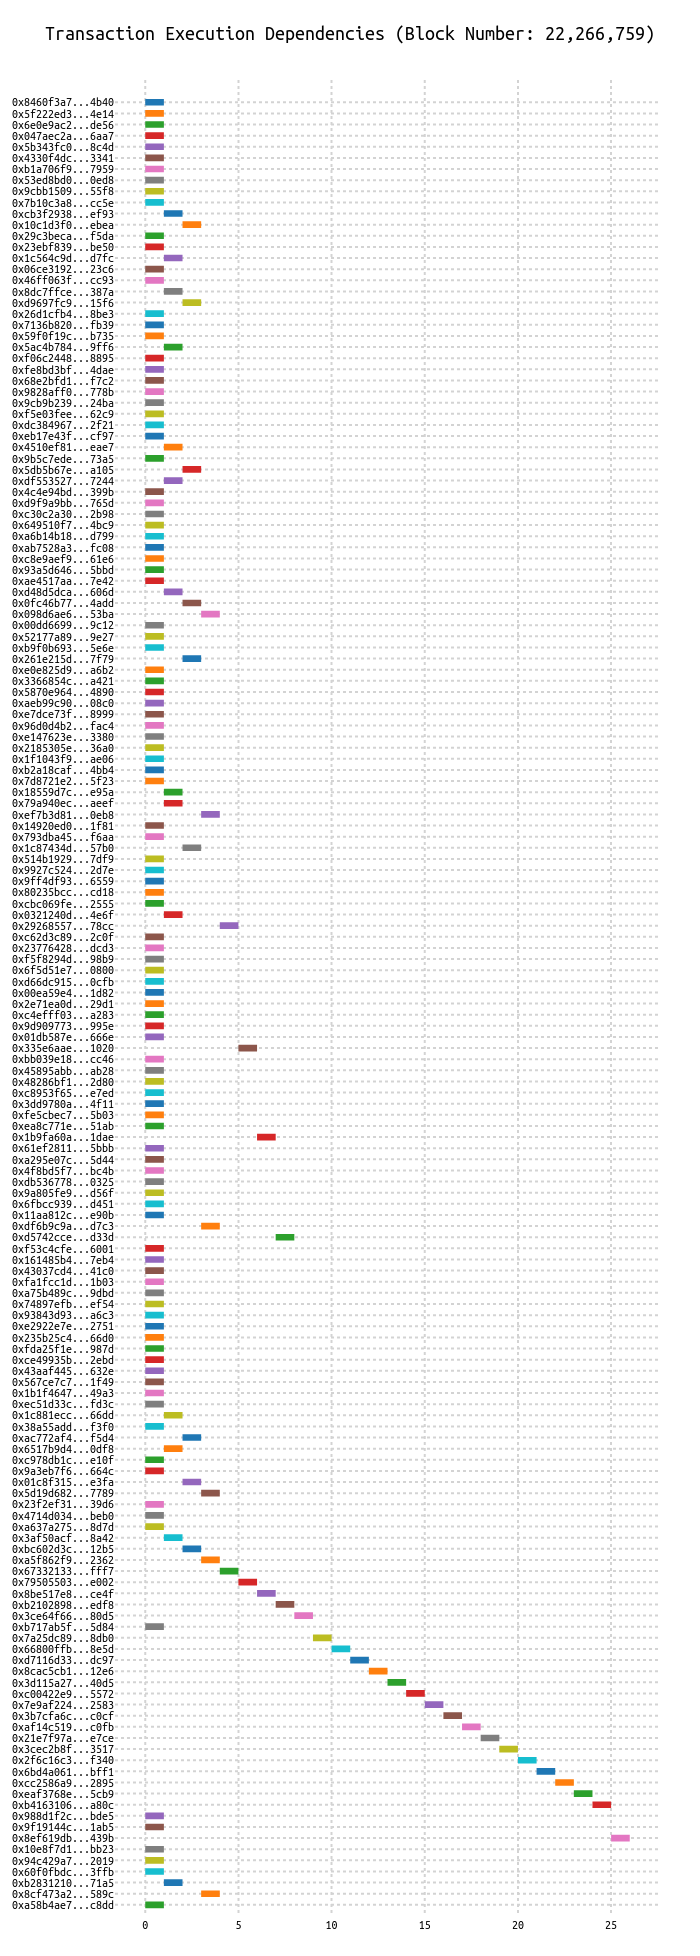 Transaction Execution Dependencies (Block Number: 22,266,759)
0x8460f3a7...4b40
0x5f222ed3...4e14
0x6e0e9ac2...de56
0x047aec2a...6aa7
0x5b343fc0...8c4d
0x4330f4dc...3341
0xb1a706f9...7959
0x53ed8bd0...0ed8
0x9cbb1509...55f8
0x7b10c3a8...cc5e
0xcb3f2938...ef93
0x10c1d3f0...ebea
0x29c3beca...f5da
0x23ebf839...be50
0x1c564c9d...d7fc
0x06ce3192...23c6
0x46ff063f...cc93
0x8dc7ffce...387a
0xd9697fc9...15f6
0x26d1cfb4...8be3
0x7136b820...fb39
0x59f0f19c...b735
0x5ac4b784...9ff6
0xf06c2448...8895
0xfe8bd3bf...4dae
0x68e2bfd1...f7c2
0x9828aff0...778b
0x9cb9b239...24ba
0xf5e03fee...62c9
0xdc384967...2f21
0xeb17e43f...cf97
0x4510ef81...eae7
0x9b5c7ede...73a5
0x5db5b67e...a105
0xdf553527...7244
0x4c4e94bd...399b
0xd9f9a9bb...765d
0xc30c2a30...2b98
0x649510f7...4bc9
0xa6b14b18...d799
0xab7528a3...fc08
0xc8e9aef9...61e6
0x93a5d646...5bbd
0xae4517aa...7e42
0xd48d5dca...606d
0x0fc46b77...4add
0x098d6ae6...53ba
0x00dd6699...9c12
0x52177a89...9e27
0xb9f0b693...5e6e
0x261e215d...7f79
0xe0e825d9...a6b2
0x3366854c...a421
0x5870e964...4890
0xaeb99c90...08c0
0xe7dce73f...8999
0x96d0d4b2...fac4
0xe147623e...3380
0x2185305e...36a0
0x1f1043f9...ae06
0xb2a18caf...4bb4
0x7d8721e2...5f23
0x18559d7c...e95a
0x79a940ec...aeef
0xef7b3d81...0eb8
0x14920ed0...1f81
0x793dba45...f6aa
0x1c87434d...57b0
0x514b1929...7df9
0x9927c524...2d7e
0x9ff4df93...6559
0x80235bcc...cd18
0xcbc069fe...2555
0x0321240d...4e6f
0x29268557...78cc
0xc62d3c89...2c0f
0x23776428...dcd3
0xf5f8294d...98b9
0x6f5d51e7...0800
0xd66dc915...0cfb
0x00ea59e4...1d82
0x2e71ea0d...29d1
0xc4efff03...a283
0x9d909773...995e
0x01db587e...666e
0x335e6aae...1020
0xbb039e18...cc46
0x45895abb...ab28
0x48286bf1...2d80
0xc8953f65...e7ed
0x3dd9780a...4f11
0xfe5cbec7...5b03
0xea8c771e...51ab
0x1b9fa60a...1dae
0x61ef2811...5bbb
0xa295e07c...5d44
0x4f8bd5f7...bc4b
0xdb536778...0325
0x9a805fe9...d56f
0x6fbcc939...d451
0x11aa812c...e90b
0xdf6b9c9a...d7c3
0xd5742cce...d33d
0xf53c4cfe...6001
0x161485b4...7eb4
0x43037cd4...41c0
0xfa1fcc1d...1b03
0xa75b489c...9dbd
0x74897efb...ef54
0x93843d93...a6c3
0xe2922e7e...2751
0x235b25c4...66d0
0xfda25f1e...987d
0xce49935b...2ebd
0x43aaf445...632e
0x567ce7c7...1f49
0x1b1f4647...49a3
0xec51d33c...fd3c
0x1c881ecc...66dd
0x38a55add...f3f0
0xac772af4...f5d4
0x6517b9d4...0df8
0xc978db1c...e10f
0x9a3eb7f6...664c
0x01c8f315...e3fa
0x5d19d682...7789
0x23f2ef31...39d6
0x4714d034...beb0
0xa637a275...8d7d
0x3af50acf...8a42
0xbc602d3c...12b5
0xa5f862f9...2362
0x67332133...fff7
0x79505503...e002
0x8be517e8...ce4f
0xb2102898...edf8
0x3ce64f66...80d5
0xb717ab5f...5d84
0x7a25dc89...8db0
0x66800ffb...8e5d
0xd7116d33...dc97
0x8cac5cb1...12e6
0x3d115a27...40d5
0xc00422e9...5572
0x7e9af224...2583
0x3b7cfa6c...c0cf
0xaf14c519...c0fb
0x21e7f97a...e7ce
0x3cec2b8f...3517
0x2f6c16c3...f340
0x6bd4a061...bff1
0xcc2586a9...2895
0xeaf3768e...5cb9
0xb4163106...a80c
0x988d1f2c...bde5
0x9f19144c...1ab5
0x8ef619db...439b
0x10e8f7d1...bb23
0x94c429a7...2019
0x60f0fbdc...3ffb
0xb2831210...71a5
0x8cf473a2...589c
0xa58b4ae7...c8dd
0 5 10 15 20 25